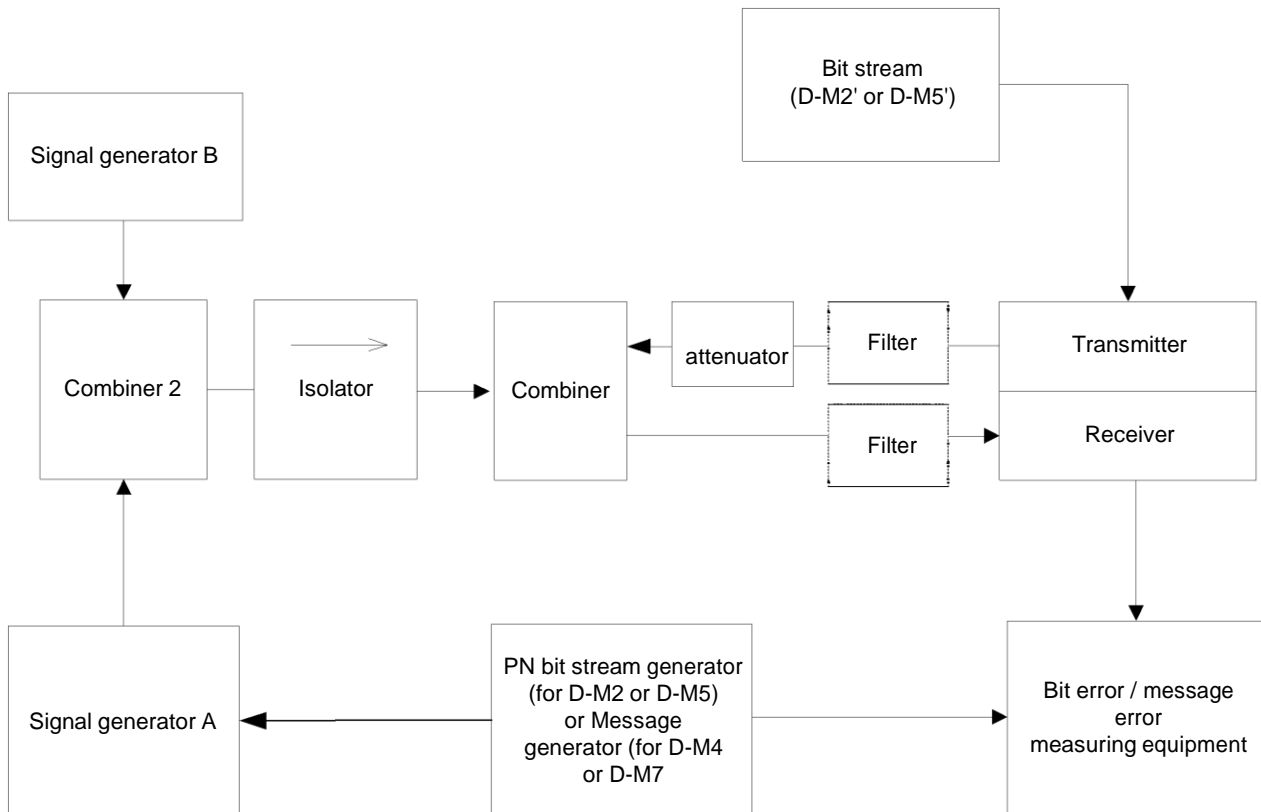 Bit stream
(D-M2' or D-M5')
Signal generator B
Combiner 2
Isolator
Combiner
attenuator
Filter
Transmitter
Filter
Receiver
Signal generator A
PN bit stream generator
(for D-M2 or D-M5)
or Message
generator (for D-M4
or D-M7
Bit error / message
error
measuring equipment